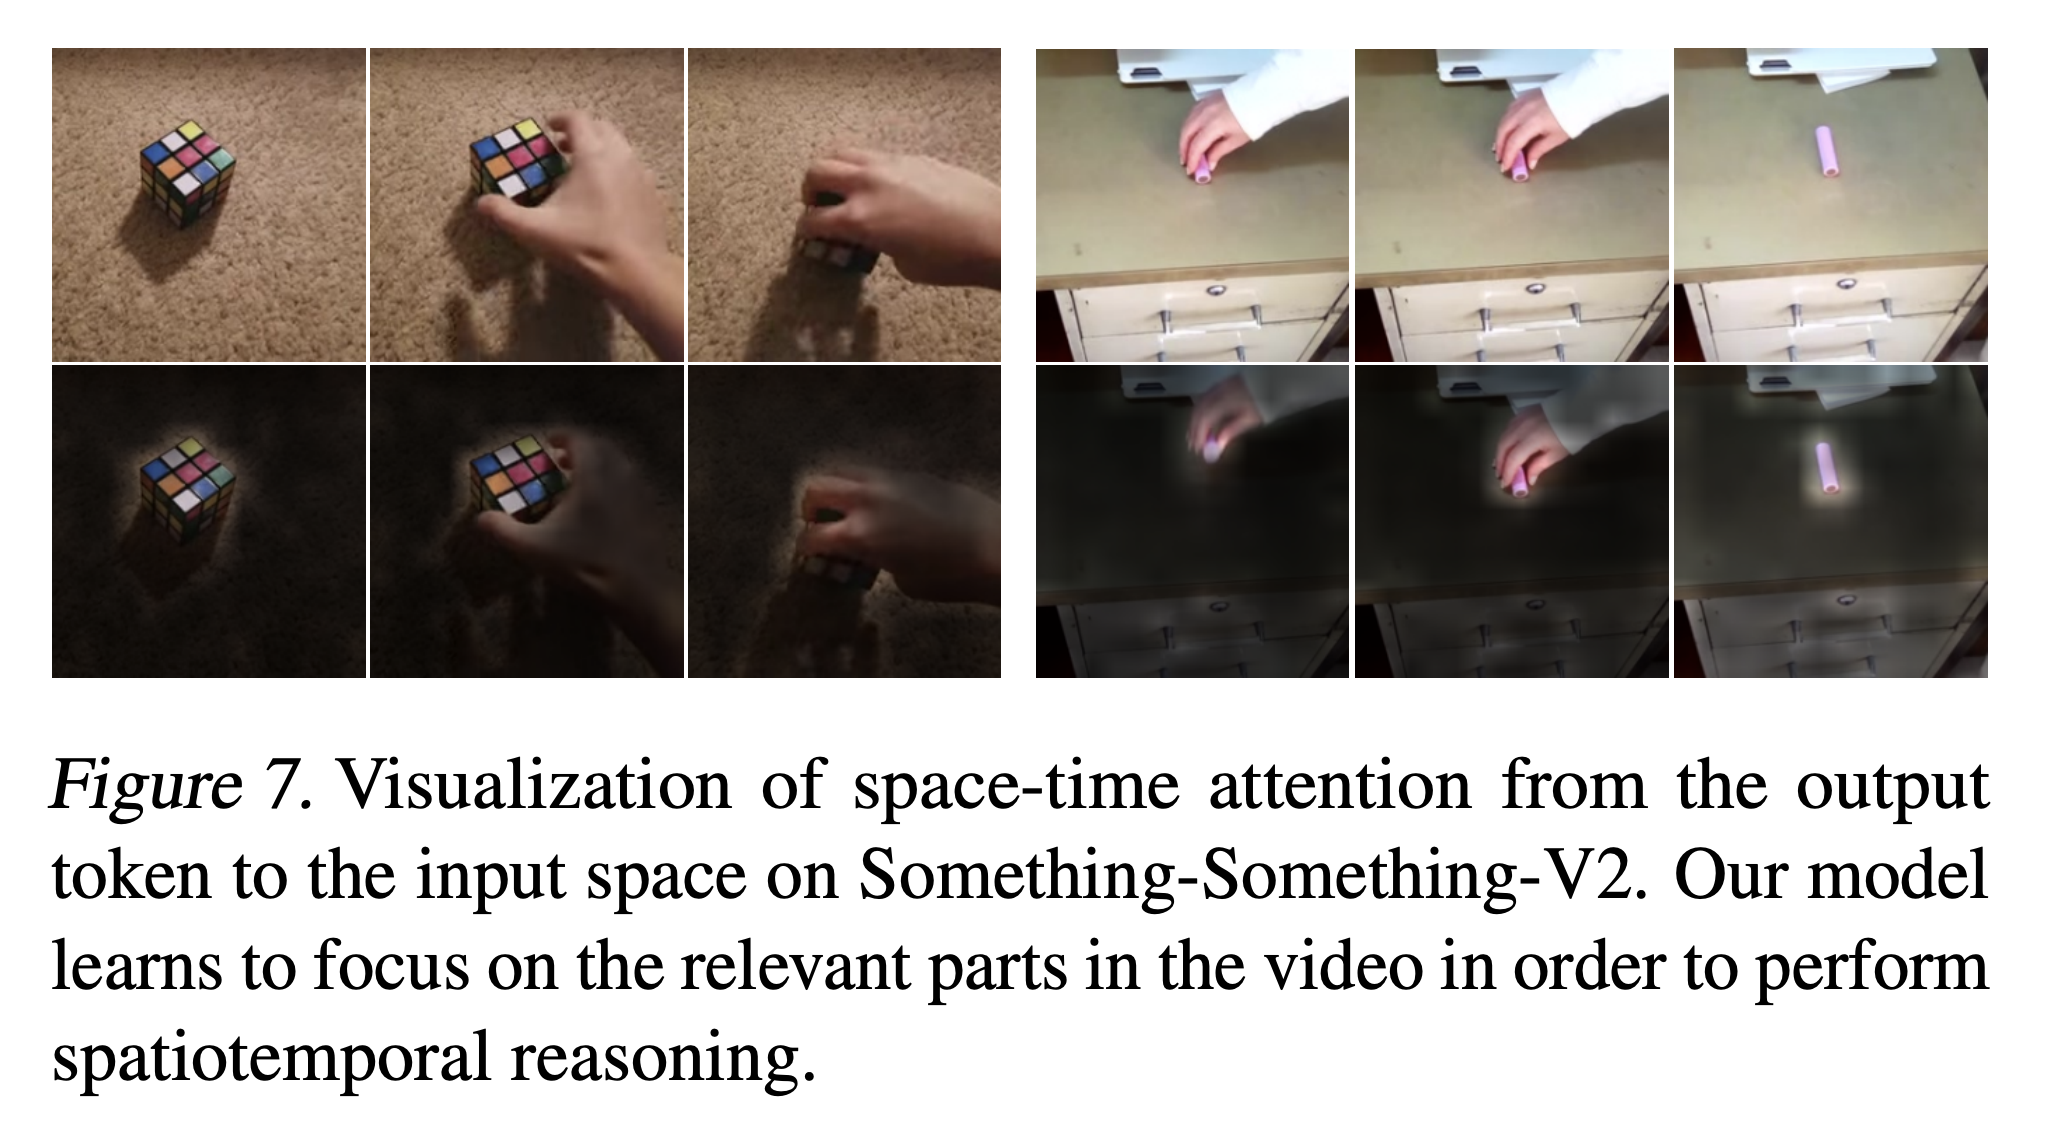 Figure 7. Visualization of space-time attention from the output
token to the input space on Something-Something-V2. Our model
learns to focus on the relevant parts in the video in order to perform
spatiotemporal reasoning.